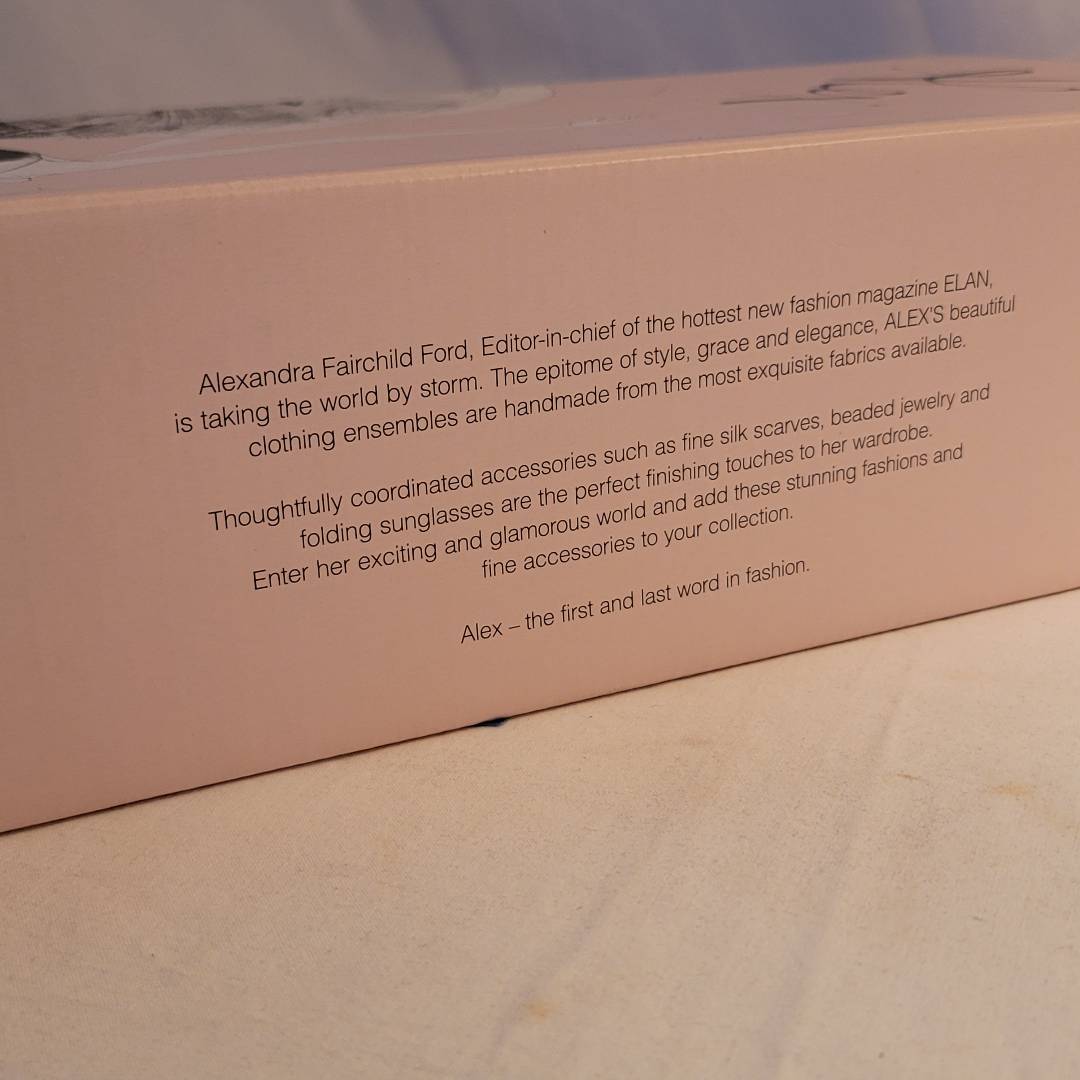 Alexandra Fairchild Ford, Editor-in-chief of the hottest new fashion magazine ELAN,
is taking the world by storm. The epitome of style, grace and elegance, ALEX'S beautiful
clothing ensembles are handmade from the most exquisite fabrics available.
Thoughtfully coordinated accessories such as fine silk scarves, beaded jewelry and
folding sunglasses are the perfect finishing touches to her wardrobe.
Enter her exciting and glamorous world and add these stunning fashions and
fine accessories to your collection.
Alex – the first and last word in fashion.